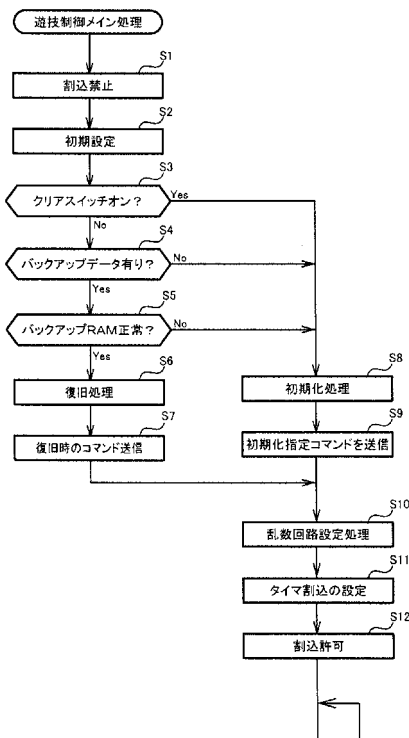 遊技制御メイン処理
S1
割込禁止
S2
初期設定
S3
クリアスイッチオン?
Yes
No
S4
バックアップデータ有り?
No
Yes
S5
バックアップRAM正常?
No
Yes
S6
復旧処理
S7
復旧時のコマンド送信
S8
初期化処理
S9
初期化指定コマンドを送信
S10
乱数回路設定処理
S11
タイマ割込の設定
S12
割込許可